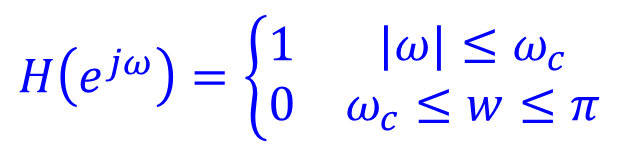 H(e^{jω}) = {1 |ω| ≤ ω_c
0 ω_c ≤ w ≤ π